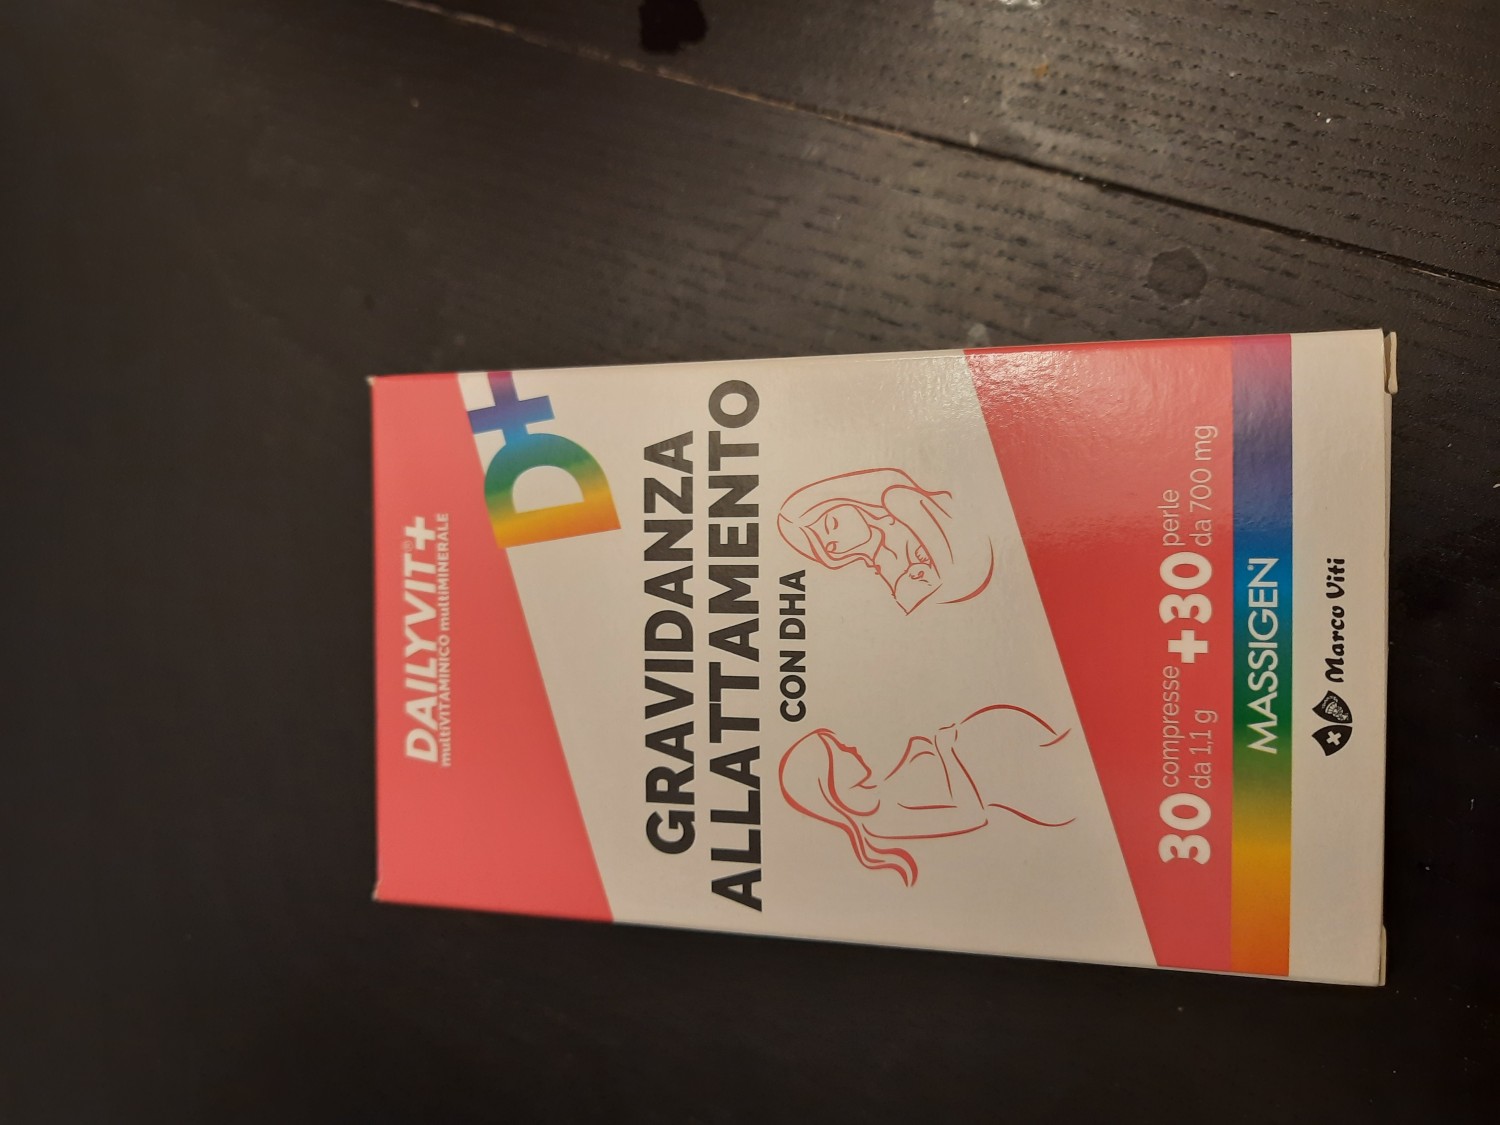 DAILYVIT®+
multiVITAMINICO multiMINERALE
D+
GRAVIDANZA
ALLATTAMENTO
CON DHA
30 compresse da 1,1 g + 30 perle da 700 mg
MASSIGEN
Marco Viti